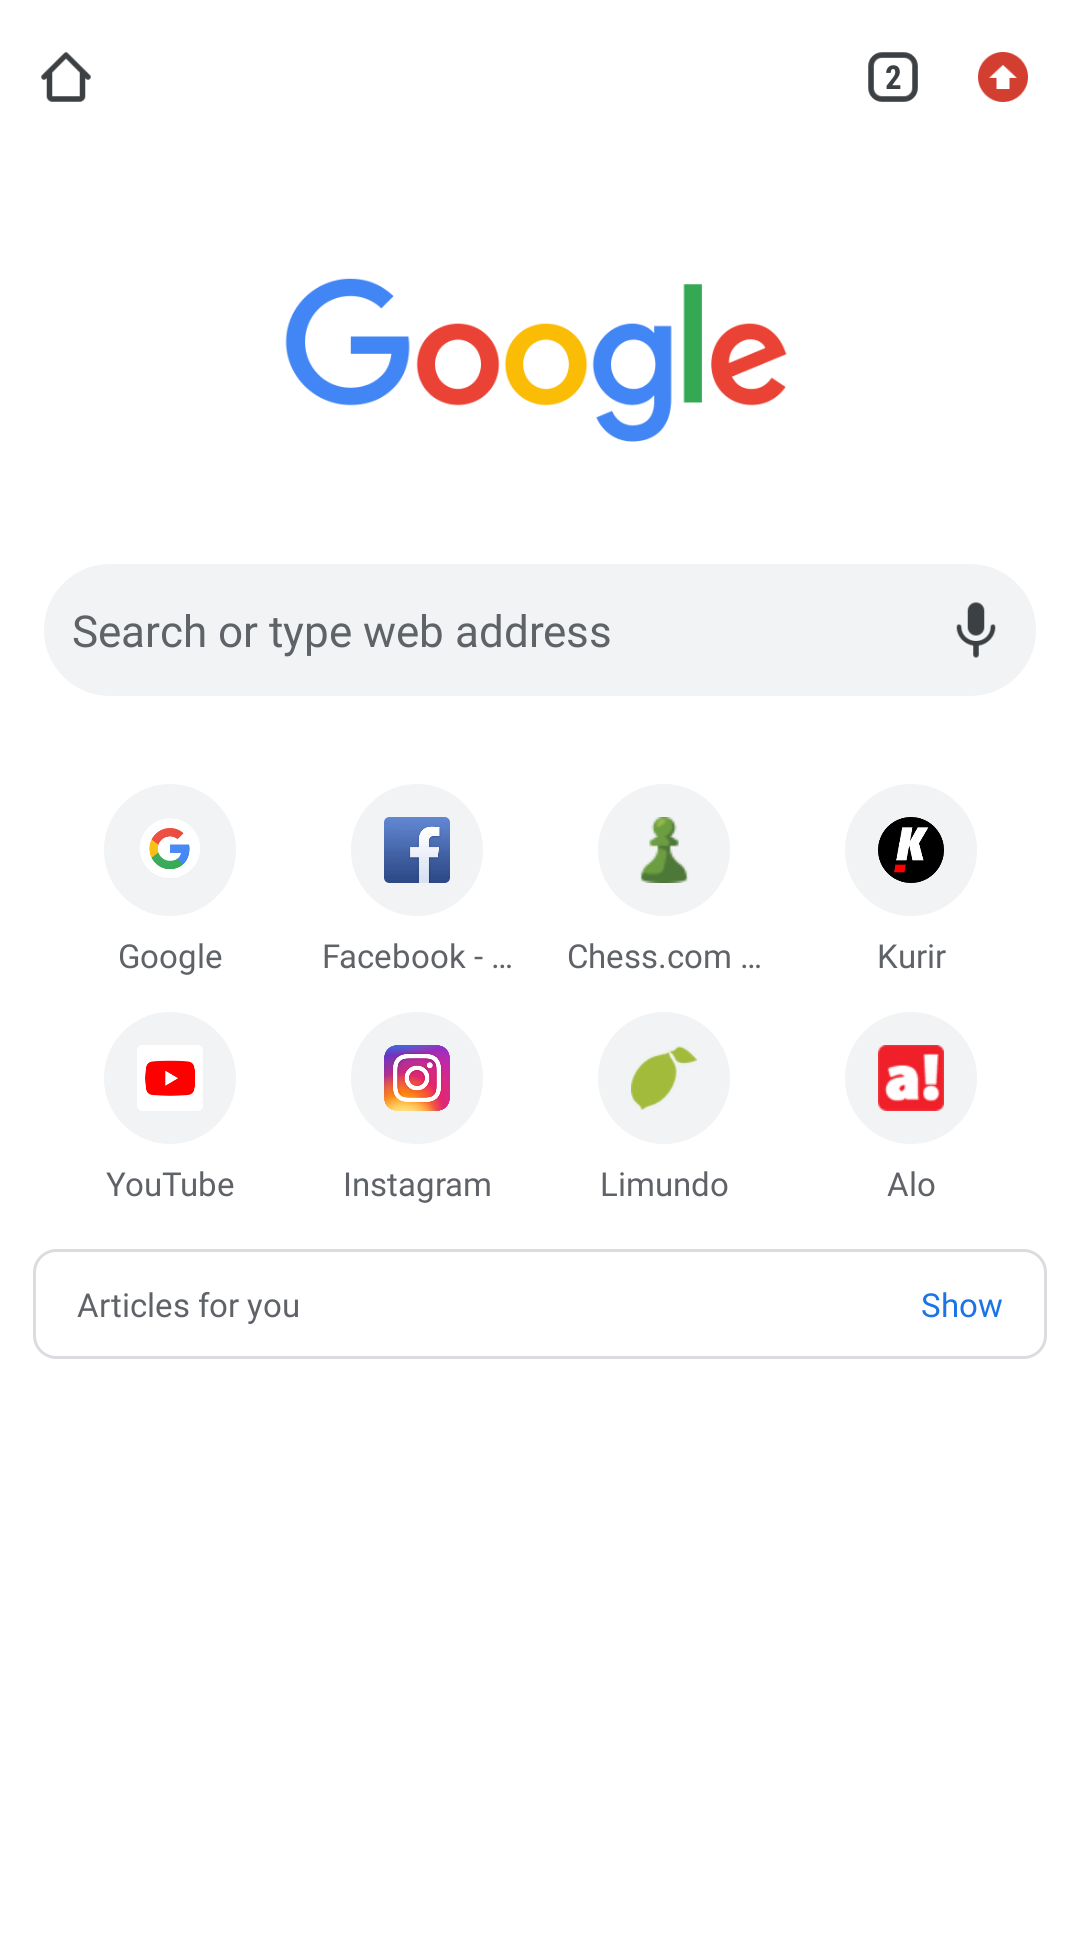 2
Google
Search or type web address
Google
Facebook - ...
Chess.com ...
Kurir
YouTube
Instagram
a!
Limundo
Alo
Articles for you
Show